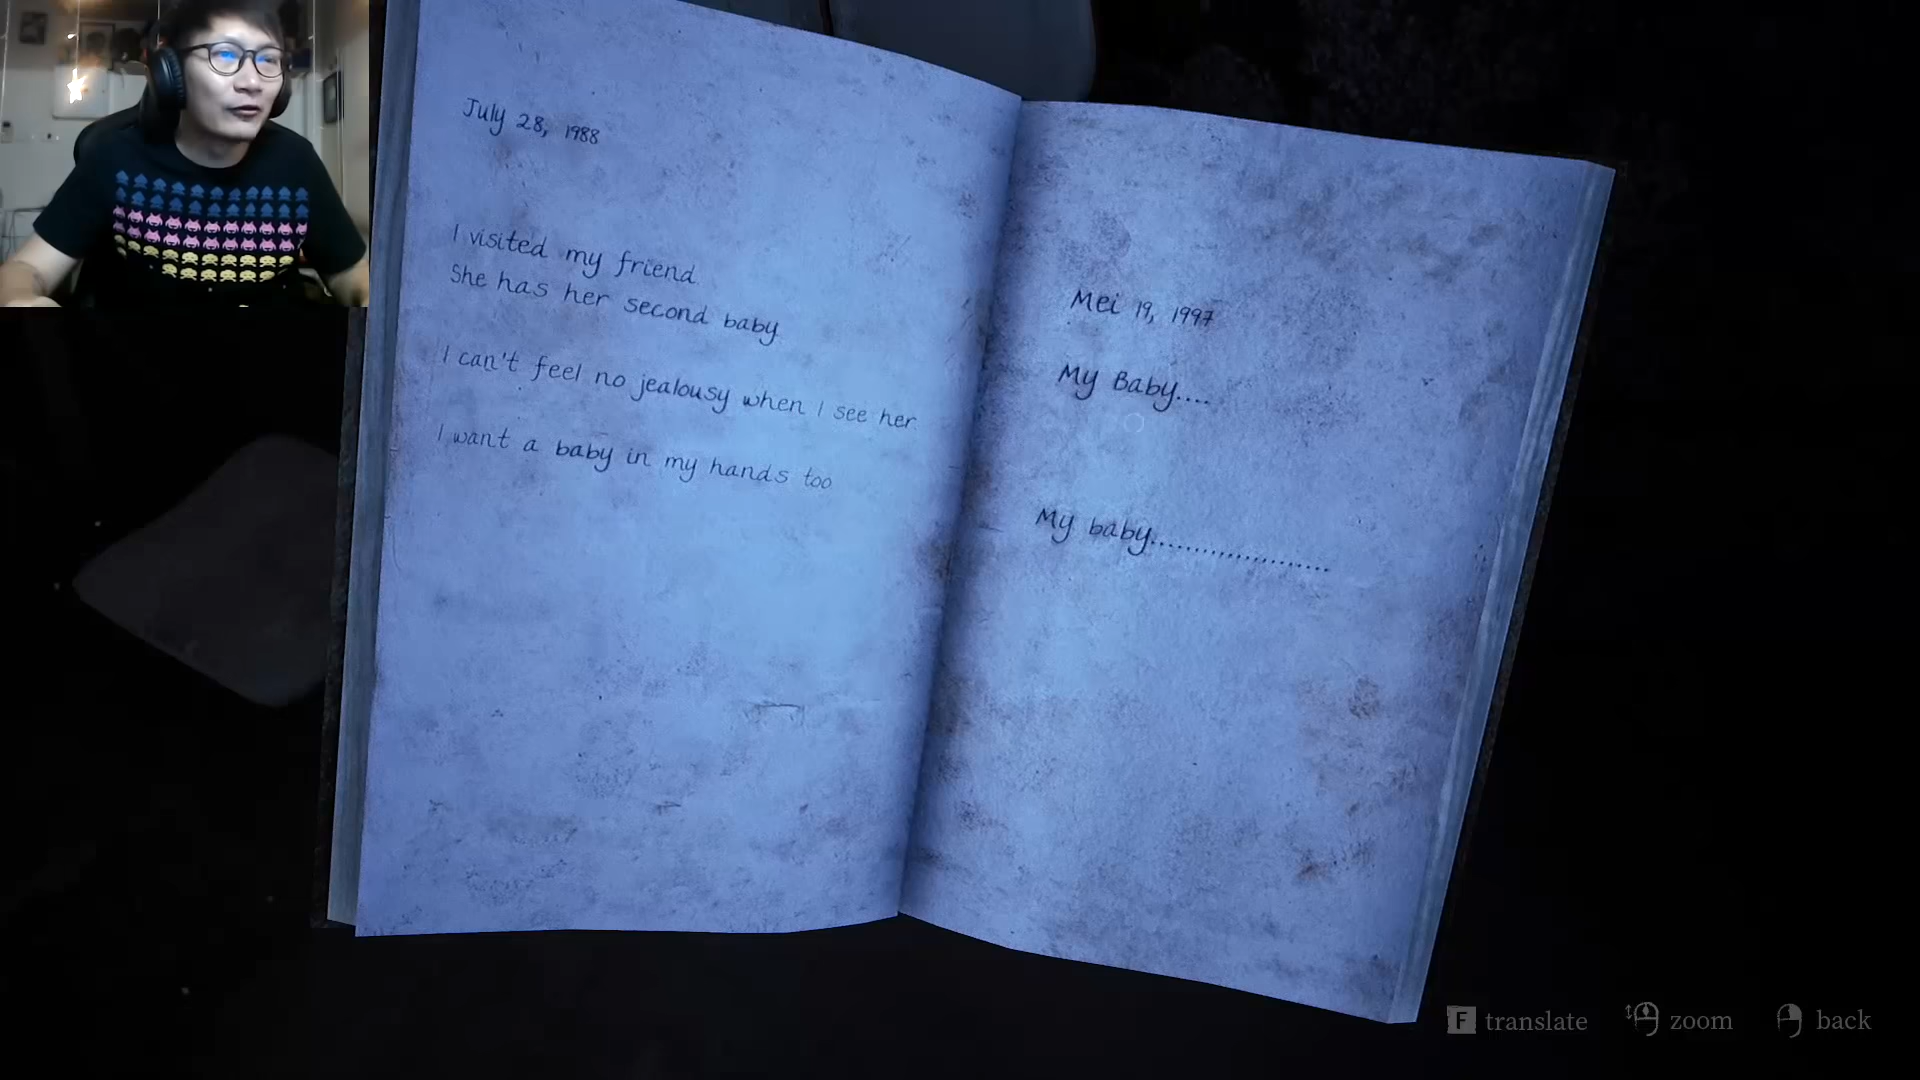 July 28, 1988
I visited my friend.
She has her second baby
I can't feel no jealousy when I see her
I want a baby in my hands too
Mei 19, 1997
My Baby....
My baby.....................
F translate
zoom
back